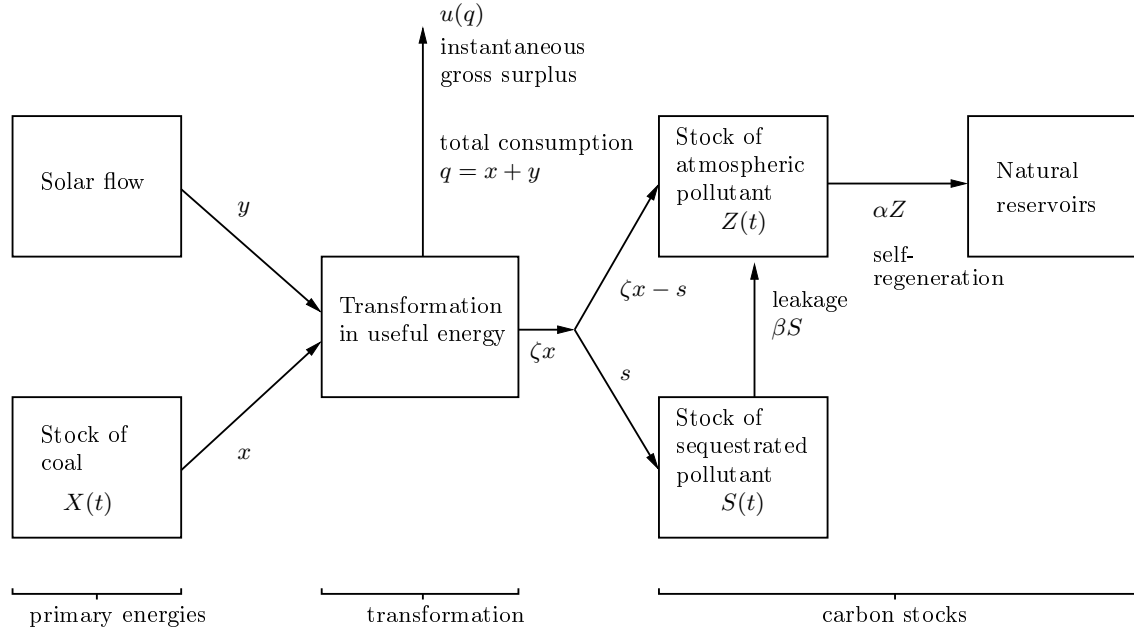 u(q)
instantaneous
gross surplus
total consumption
q = x + y
Solar flow
y
Transformation
in useful energy
ζx
Stock of
coal
X(t)
x
ζx − s
s
Stock of
atmospheric
pollutant
Z(t)
αZ
self-
regeneration
Natural
reservoirs
leakage
βS
Stock of
sequestrated
pollutant
S(t)
primary energies
transformation
carbon stocks